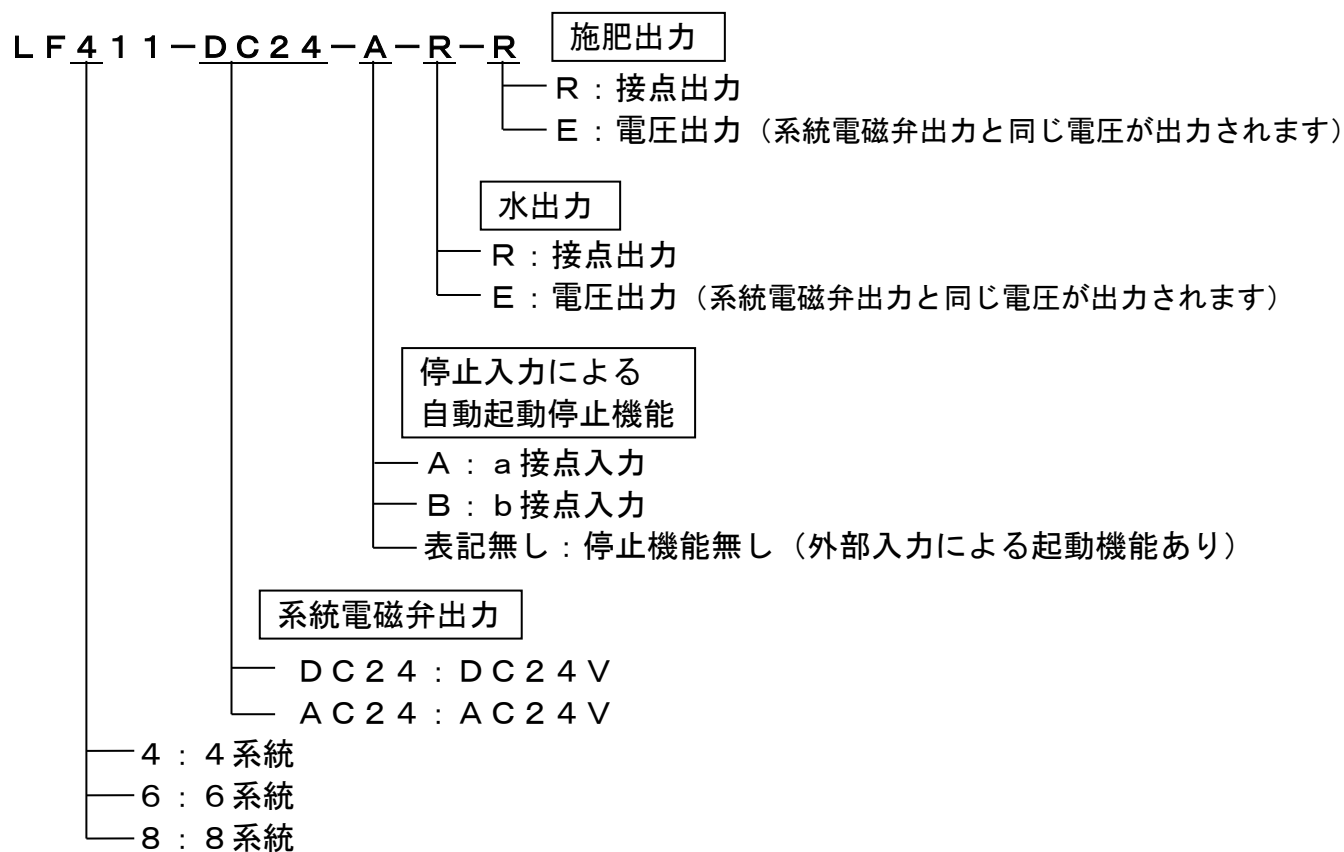 施肥出力
ＬＦ４１１－ＤＣ２４－Ａ－Ｒ－Ｒ
Ｒ：接点出力
Ｅ：電圧出力（系統電磁弁出力と同じ電圧が出力されます）
水出力
Ｒ：接点出力
Ｅ：電圧出力（系統電磁弁出力と同じ電圧が出力されます）
停止入力による
自動起動停止機能
Ａ：ａ接点入力
Ｂ：ｂ接点入力
表記無し：停止機能無し（外部入力による起動機能あり）
系統電磁弁出力
ＤＣ２４：ＤＣ２４Ｖ
ＡＣ２４：ＡＣ２４Ｖ
４：４系統
６：６系統
８：８系統